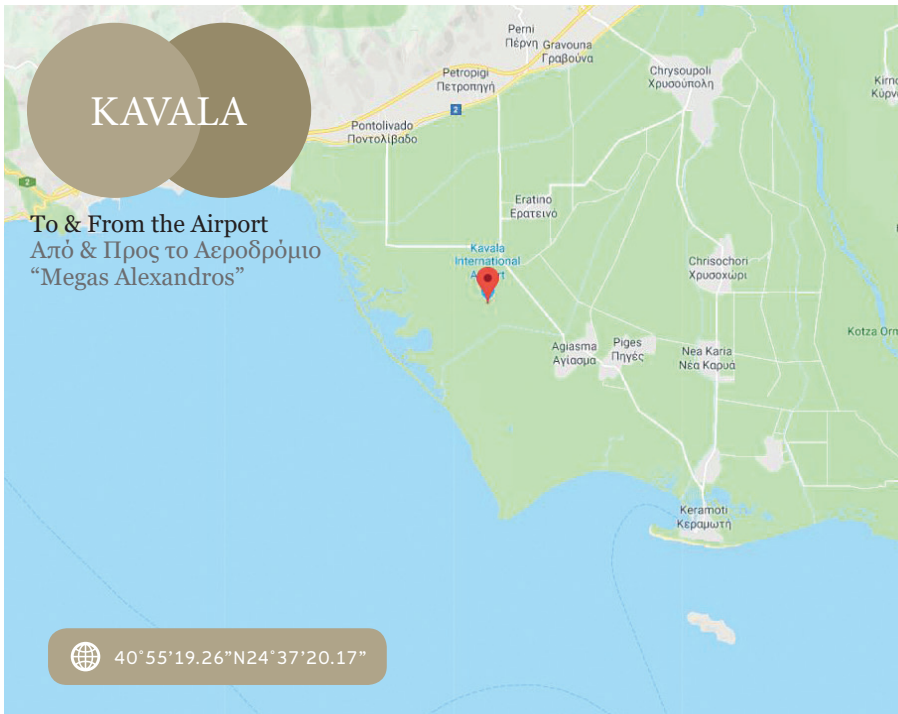 KAVALA
To & From the Airport
Από & Προς το Αεροδρόμιο
“Megas Alexandros”
Perni
Πέρνη
Gravouna
Γραβούνα
Petropigi
Πετροπηγή
2
Chrysoupoli
Χρυσούπολη
Pontolivado
Ποντολίβαδο
2
Eratino
Ερατεινό
Kavala
International
Chrisochori
Χρυσοχώρι
Agiasma
Αγίασμα
Piges
Πηγές
Nea Karia
Νέα Καρυά
Keramoti
Κεραμωτή
40°55’19.26”N24°37’20.17”